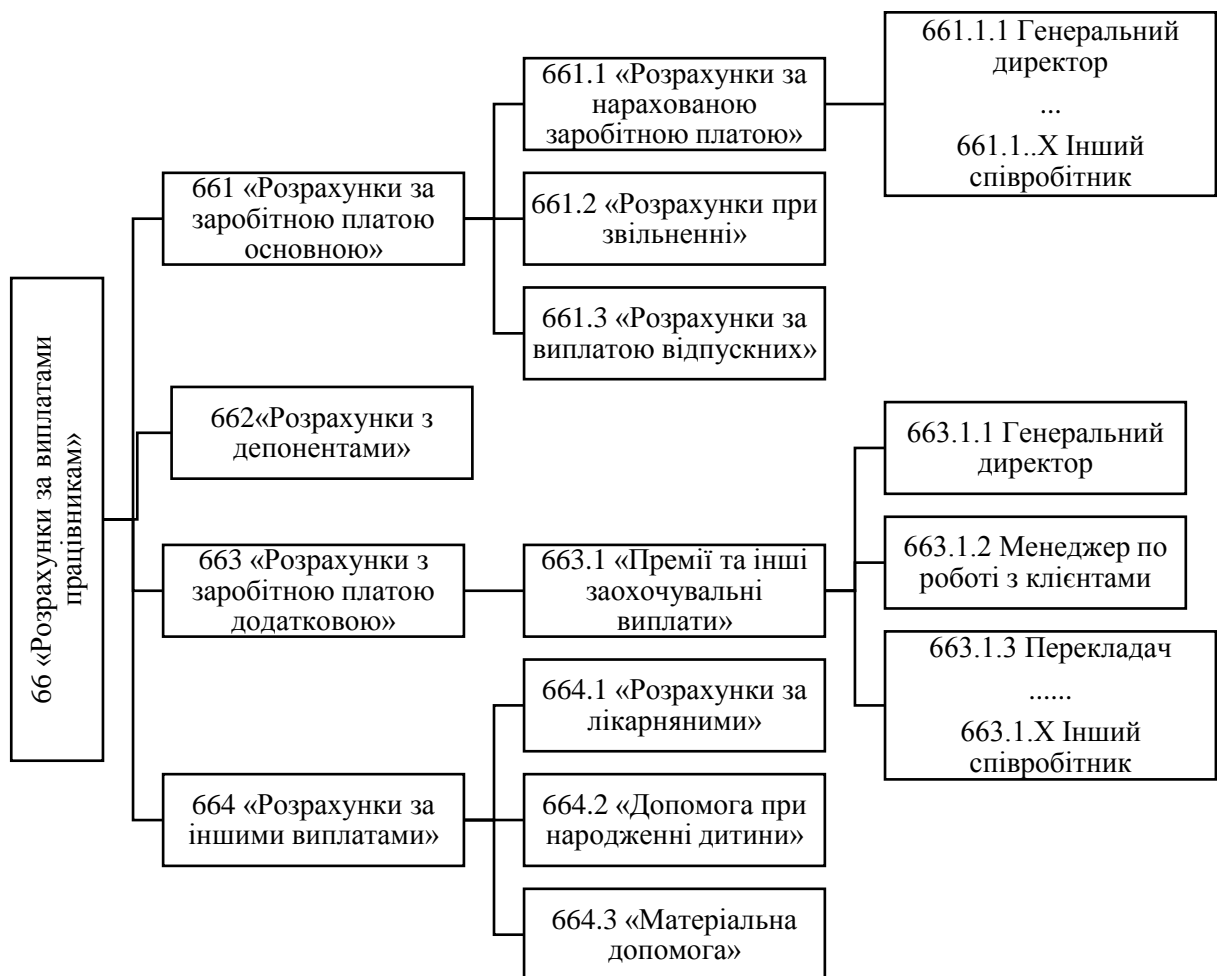 66 «Розрахунки за виплатами
працівникам»
661 «Розрахунки за
заробітною платою
основною»
661.1 «Розрахунки за
нарахованою
заробітною платою»
661.1.1 Генеральний
директор
...
661.1..Х Інший
співробітник
661.2 «Розрахунки при
звільненні»
661.3 «Розрахунки за
виплатою відпускних»
662«Розрахунки з
депонентами»
663 «Розрахунки з
заробітною платою
додатковою»
663.1 «Премії та інші
заохочувальні
виплати»
663.1.1 Генеральний
директор
663.1.2 Менеджер по
роботі з клієнтами
663.1.3 Перекладач
......
663.1.Х Інший
співробітник
664 «Розрахунки за
іншими виплатами»
664.1 «Розрахунки за
лікарняними»
664.2 «Допомога при
народженні дитини»
664.3 «Матеріальна
допомога»